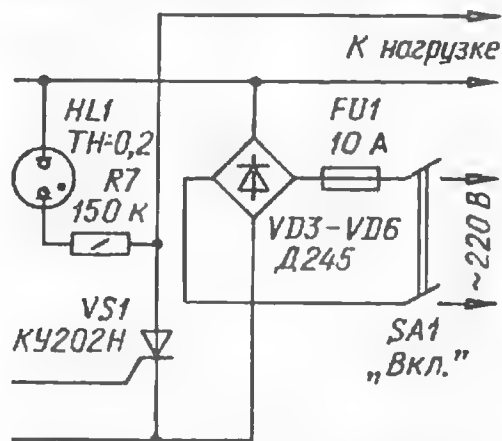 К нагрузке
HL1
ТН-0,2
R7
150 к
FU1
10 А
VD3-VD6
Д245
~220 В
VS1
КУ202Н
SA1
„Вкл."